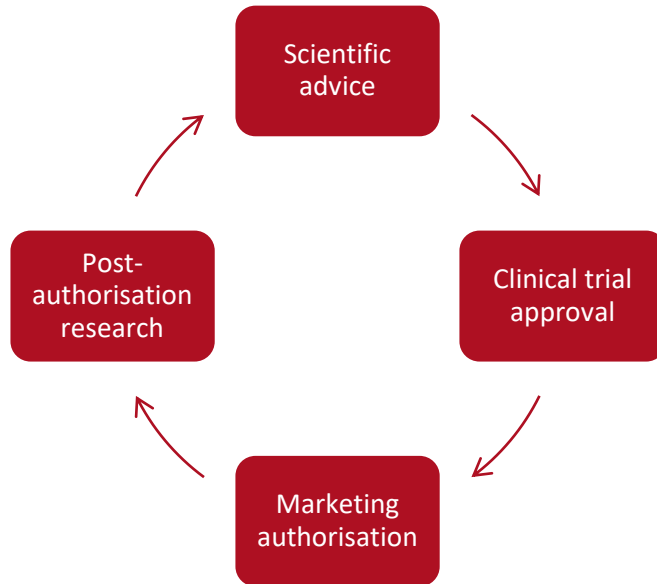 Scientific
advice
Clinical trial
approval
Marketing
authorisation
Post-
authorisation
research